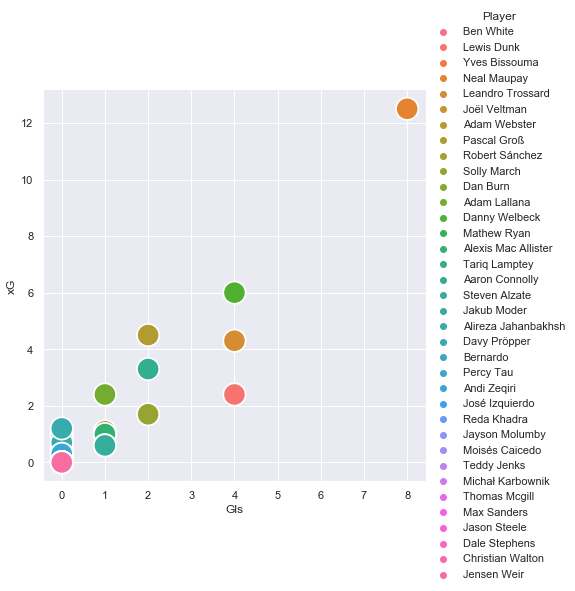 Player
Ben White
Lewis Dunk
Yves Bissouma
Neal Maupay
Leandro Trossard
Joël Veltman
Adam Webster
Pascal Groß
Robert Sánchez
Solly March
Dan Burn
Adam Lallana
Danny Welbeck
Mathew Ryan
Alexis Mac Allister
Tariq Lamptey
Aaron Connolly
Steven Alzate
Jakub Moder
Alireza Jahanbakhsh
Davy Pröpper
Bernardo
Percy Tau
Andi Zeqiri
José Izquierdo
Reda Khadra
Jayson Molumby
Moisés Caicedo
Teddy Jenks
Michał Karbownik
Thomas Mcgill
Max Sanders
Jason Steele
Dale Stephens
Christian Walton
Jensen Weir
12
10
8
6
4
2
0
xG
0 1 2 3 4 5 6 7 8
Gls